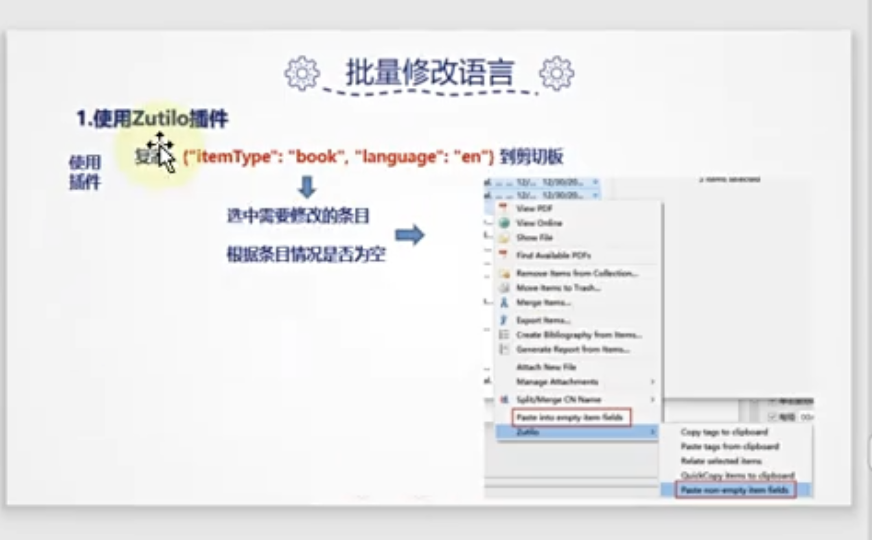 批量修改语言
1.使用Zutilo插件
使用
插件
复制 {"itemType": "book", "language": "en"} 到剪切板
选中需要修改的条目
根据条目情况是否为空
items selected
12/... 12/30/20...
12/... 12/30/20...
View PDF
View Online
Show File
Find Available PDFs
Remove Items from Collection...
Move Items to Trash...
Merge Items...
Export Items...
Create Bibliography from Items...
Generate Report from Items...
Attach New File
Manage Attachments
Split/Merge CN Name
Paste into empty item fields
Zutilo
Copy tags to clipboard
Paste tags from clipboard
Relate selected items
QuickCopy items to clipboard
Paste non-empty item fields